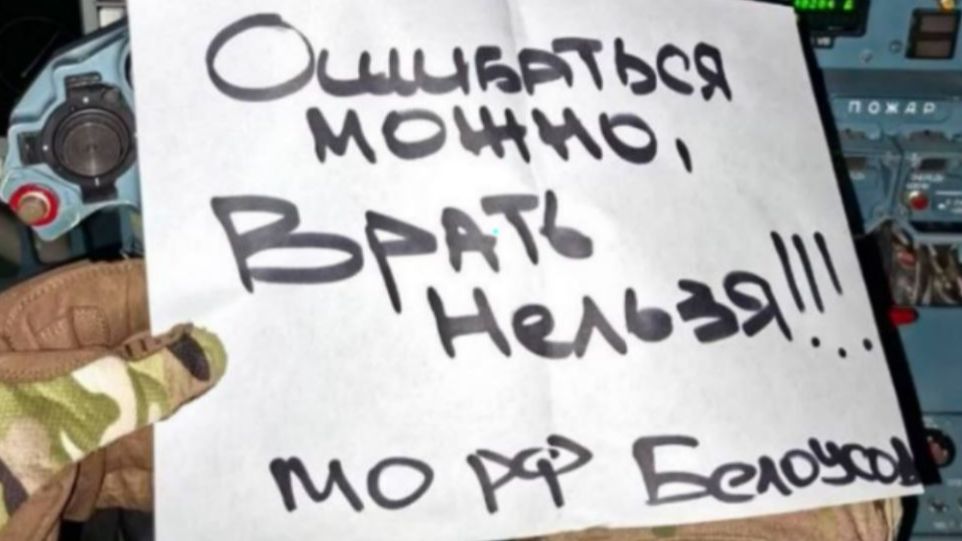 Ошибаться
можно,
Врать
нельзя!!!
МО РФ Белоусов
ПОЖАР